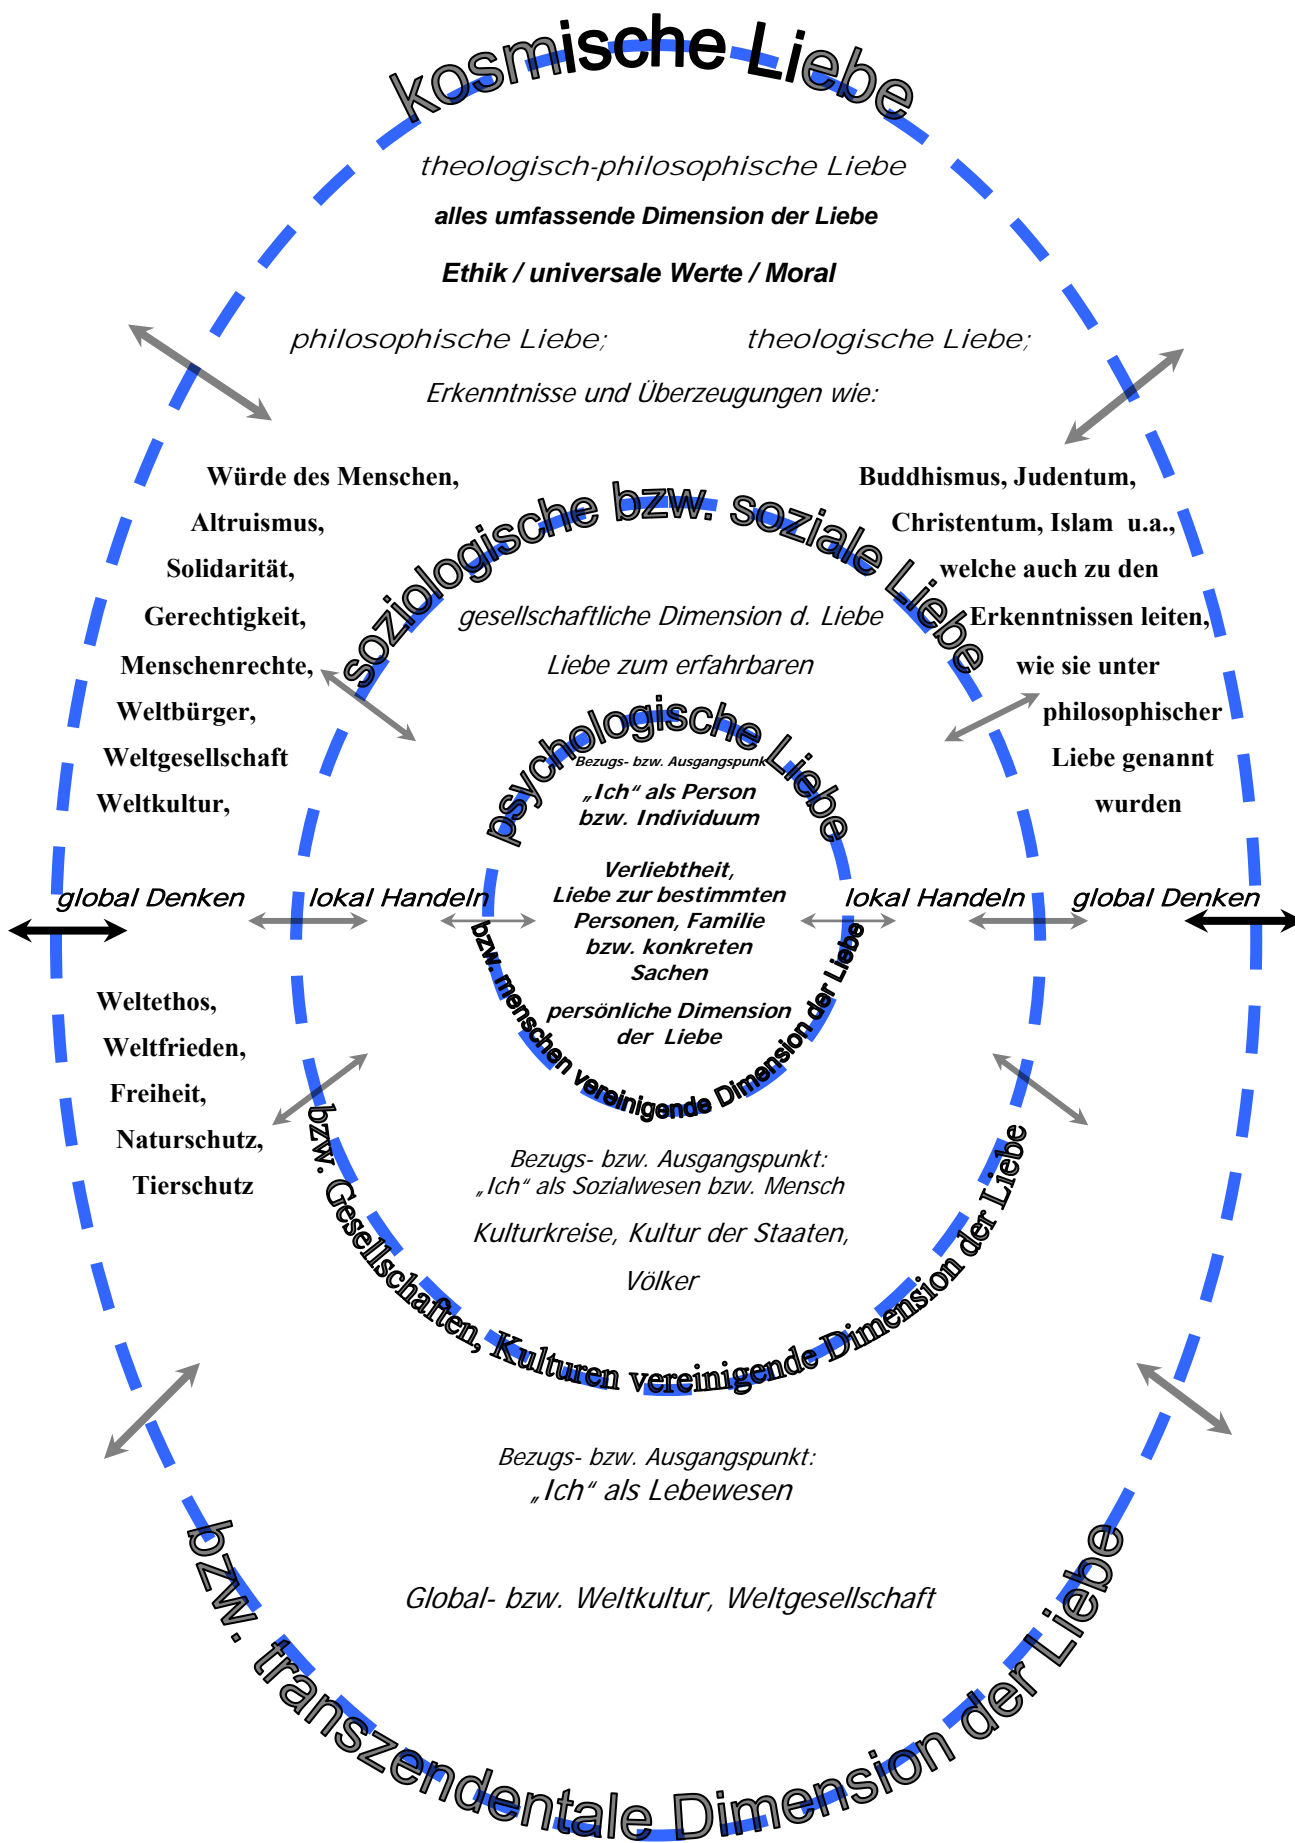 kosmische Liebe
theologisch-philosophische Liebe
alles umfassende Dimension der Liebe
Ethik / universale Werte / Moral
philosophische Liebe;
theologische Liebe;
Erkenntnisse und Überzeugungen wie:
Würde des Menschen,
Altruismus,
Solidarität,
Gerechtigkeit,
Menschenrechte,
Weltbürger,
Weltgesellschaft
Weltkultur,
Buddhismus, Judentum,
Christentum, Islam u.a.,
welche auch zu den
Erkenntnissen leiten,
wie sie unter
philosophischer
Liebe genannt
wurden
soziologische bzw. soziale Liebe
gesellschaftliche Dimension d. Liebe
Liebe zum erfahrbaren
psychologische Liebe
Bezugs- bzw. Ausgangspunk
„Ich“ als Person
bzw. Individuum
Verliebtheit,
Liebe zur bestimmten
Personen, Familie
bzw. konkreten
Sachen
persönliche Dimension
der Liebe
global Denken
lokal Handeln
lokal Handeln
global Denken
bzw. menschen vereinigende Dimension der Liebe
Weltethos,
Weltfrieden,
Freiheit,
Naturschutz,
Tierschutz
Bezugs- bzw. Ausgangspunkt:
„Ich“ als Sozialwesen bzw. Mensch
Kulturkreise, Kultur der Staaten,
Völker
bzw. Gesellschaften, Kulturen vereinigende Dimension der Liebe
Bezugs- bzw. Ausgangspunkt:
„Ich“ als Lebewesen
Global- bzw. Weltkultur, Weltgesellschaft
bzw. transzendentale Dimension der Liebe